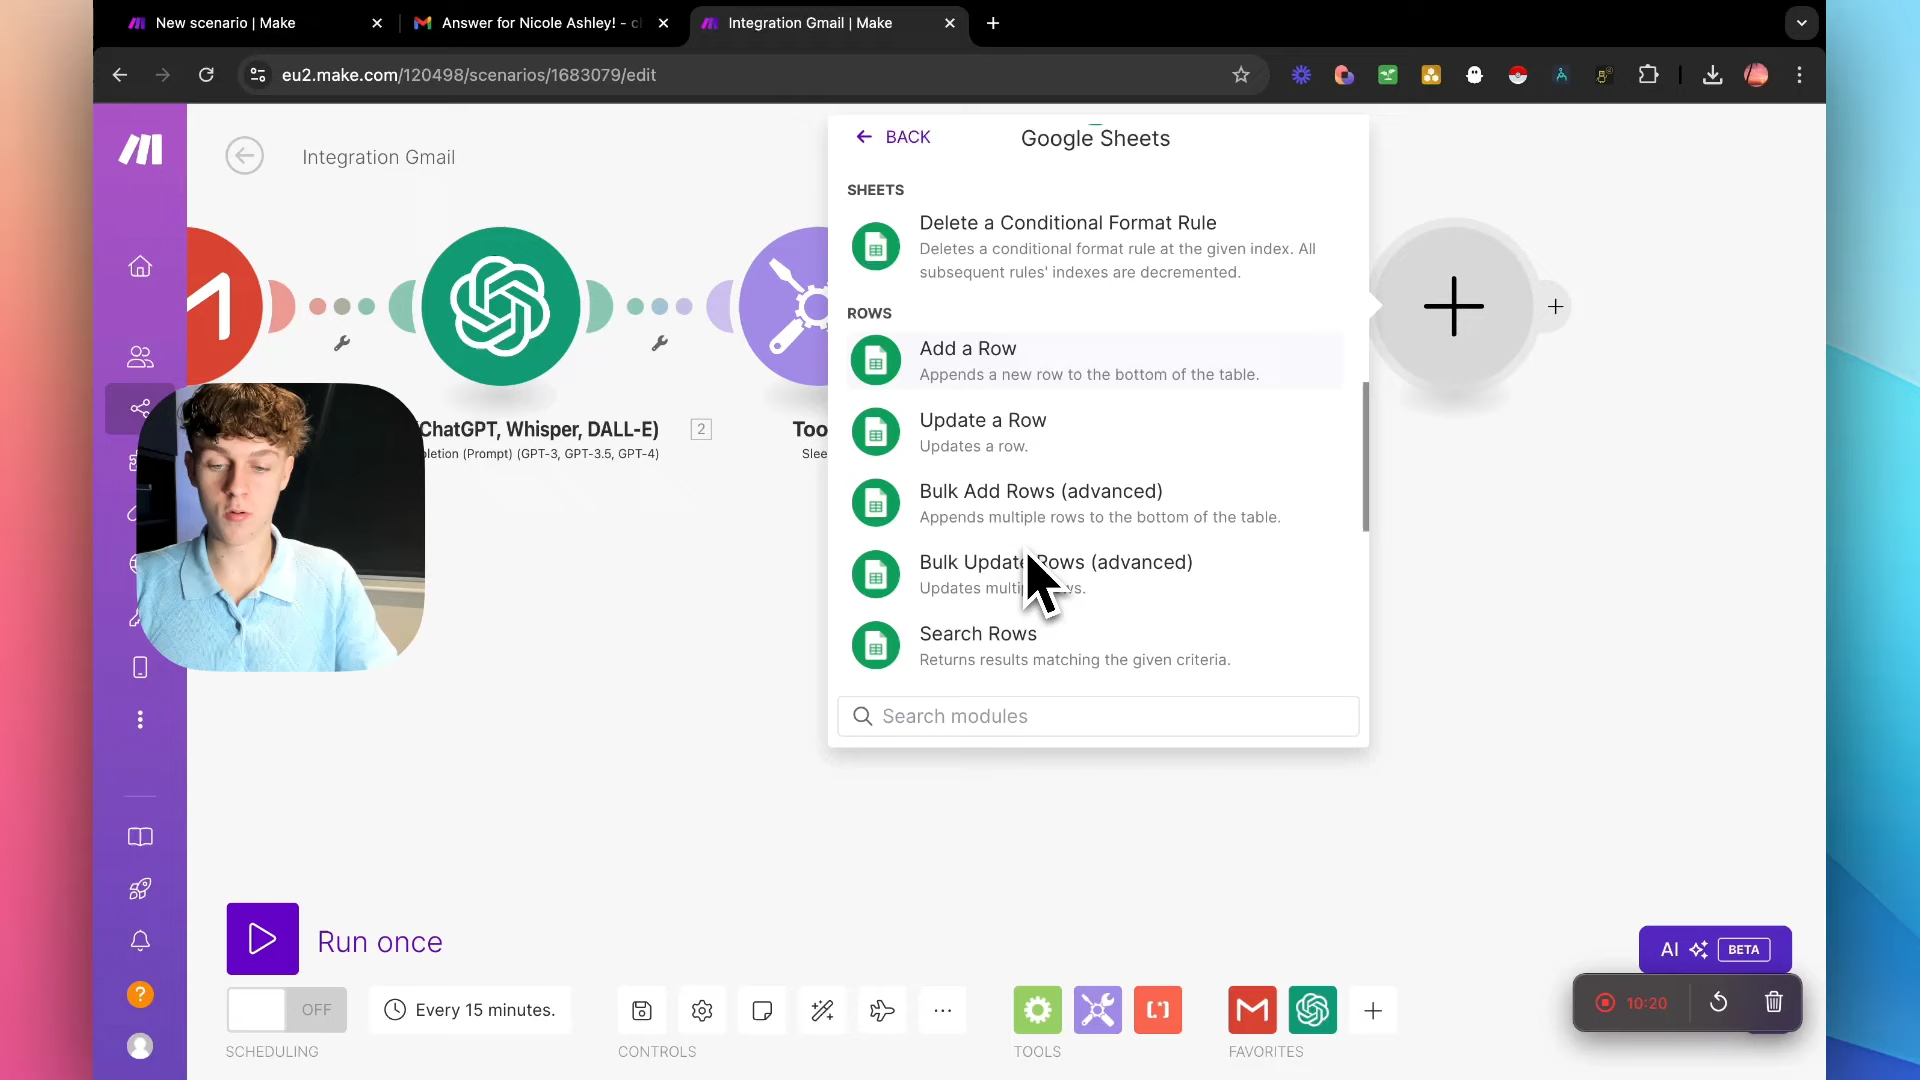 New scenario | Make
Answer for Nicole Ashley! - c
Integration Gmail | Make
eu2.make.com/120498/scenarios/1683079/edit
Integration Gmail
BACK
Google Sheets
SHEETS
Delete a Conditional Format Rule
Deletes a conditional format rule at the given index. All
subsequent rules' indexes are decremented.
ROWS
Add a Row
Appends a new row to the bottom of the table.
Update a Row
Updates a row.
Bulk Add Rows (advanced)
Appends multiple rows to the bottom of the table.
Bulk Update Rows (advanced)
Updates
Search Rows
Returns results matching the given criteria.
Search modules
ChatGPT, Whisper, DALL-E)
2
letion (Prompt) (GPT-3, GPT-3.5, GPT-4)
Too
Slee
Run once
AI
BETA
OFF
Every 15 minutes.
SCHEDULING
CONTROLS
TOOLS
FAVORITES
10:20